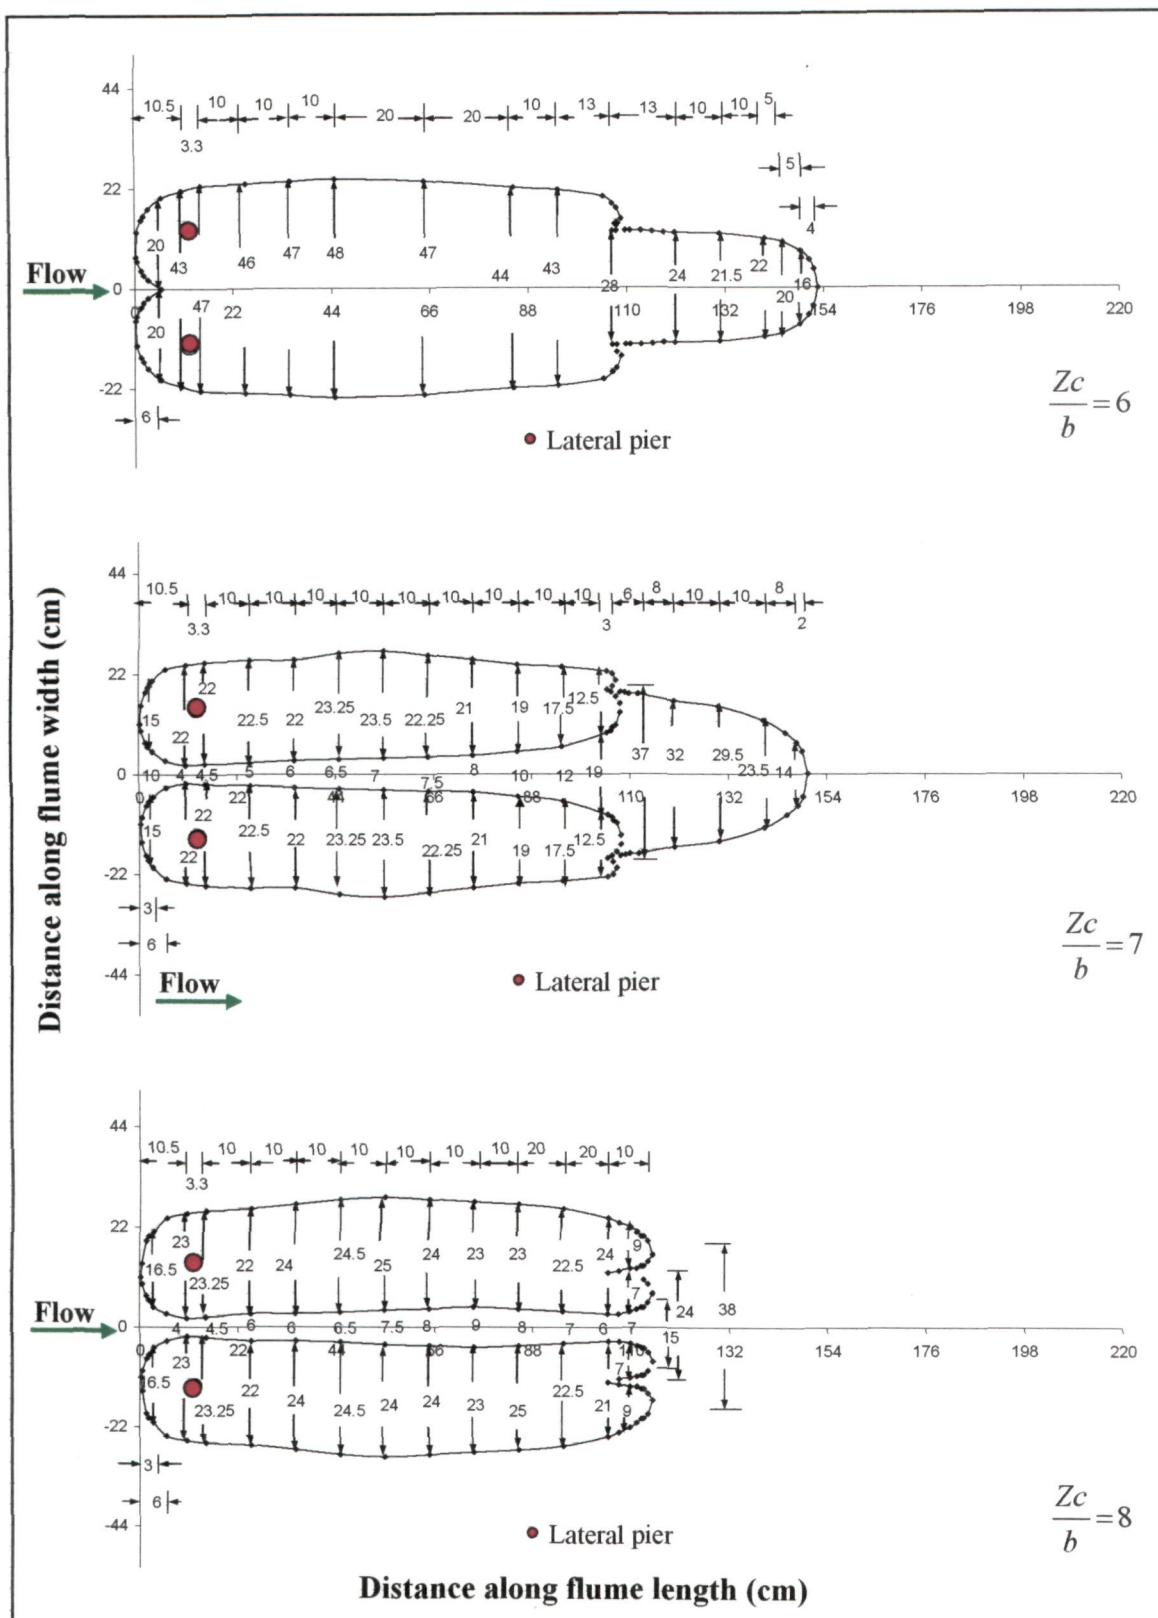 44
10.5 10 10 10 20 20 10 13 13 10 10 5
3.3
5
22
4
20 43 46 47 48 47 44 43 28 24 21.5 22 20 16
Flow
0
0 47 22 44 66 88 110 132 154 176 198 220
20
-22
6
Zc/b = 6
Lateral pier
Distance along flume width (cm)
44
10.5 10 10 10 10 10 10 10 10 10 6 8 10 10 8
3.3 3 2
22
22 12.5
15 22.5 22 23.25 23.5 22.25 21 19 17.5 37 32 29.5
22 23.5 14
0 10 4 4.5 5 6 6.5 7 7.5 8 10 12 19
0 22 44 66 88 110 132 154 176 198 220
22
15 22.5 22 23.25 23.5 22.25 21 19 17.5 12.5
22
-22
3
6
Zc/b = 7
-44
Flow
Lateral pier
44
10.5 10 10 10 10 10 10 10 20 20 10
3.3
22
23 9
16.5 23.25 22 24 24.5 25 24 23 23 22.5 24
7 24 38
Flow
0 4 4.5 6 6 6.5 7.5 8 9 8 7 6 7 15
0 22 44 66 88 110 132 154 176 198 220
23 7
16.5 23.25 22 24 24.5 24 24 23 25 22.5 21 9
-22
3
6
Zc/b = 8
-44
Lateral pier
Distance along flume length (cm)